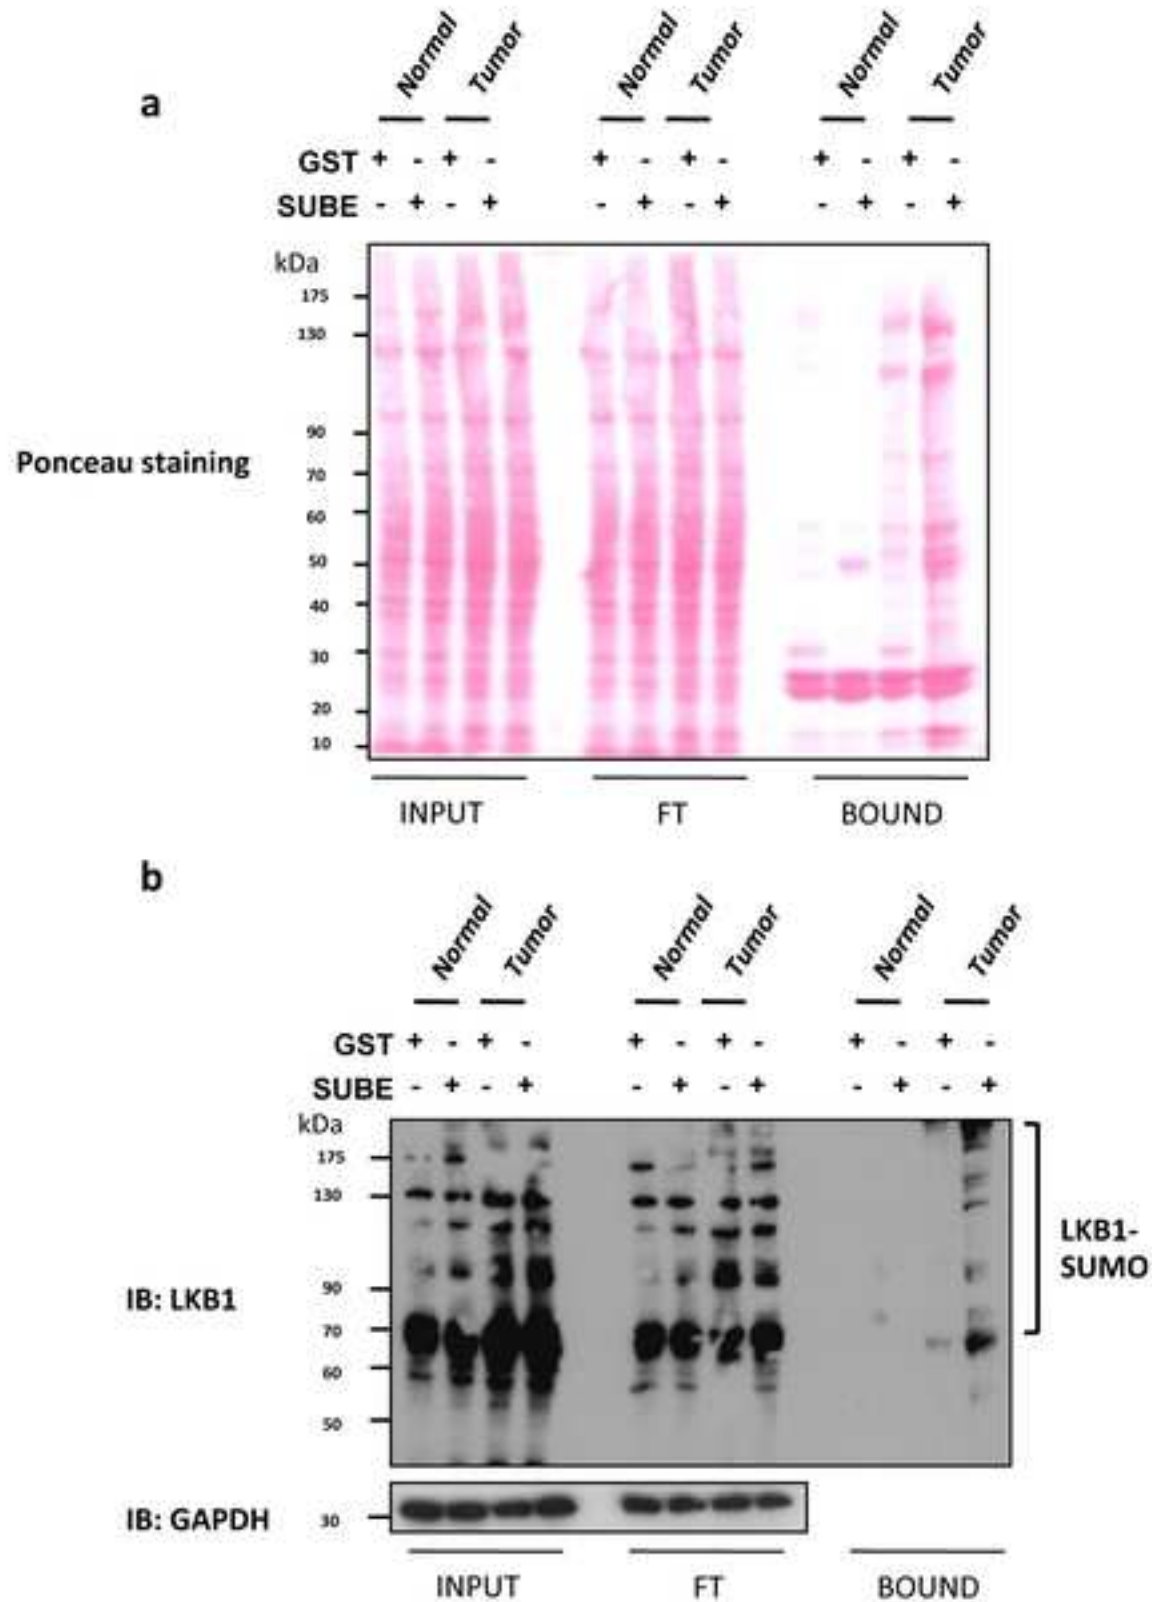 a
Normal Tumor Normal Tumor Normal Tumor
GST + - + - + - + - + - + -
SUBE - + - + - + - + - + - +
kDa
175
130
90
Ponceau staining
70
60
50
40
30
20
10
INPUT FT BOUND
b
Normal Tumor Normal Tumor Normal Tumor
GST + - + - + - + - + - + -
SUBE - + - + - + - + - + - +
kDa
175
130
LKB1-
SUMO
90
IB: LKB1
70
60
50
IB: GAPDH 30
INPUT FT BOUND